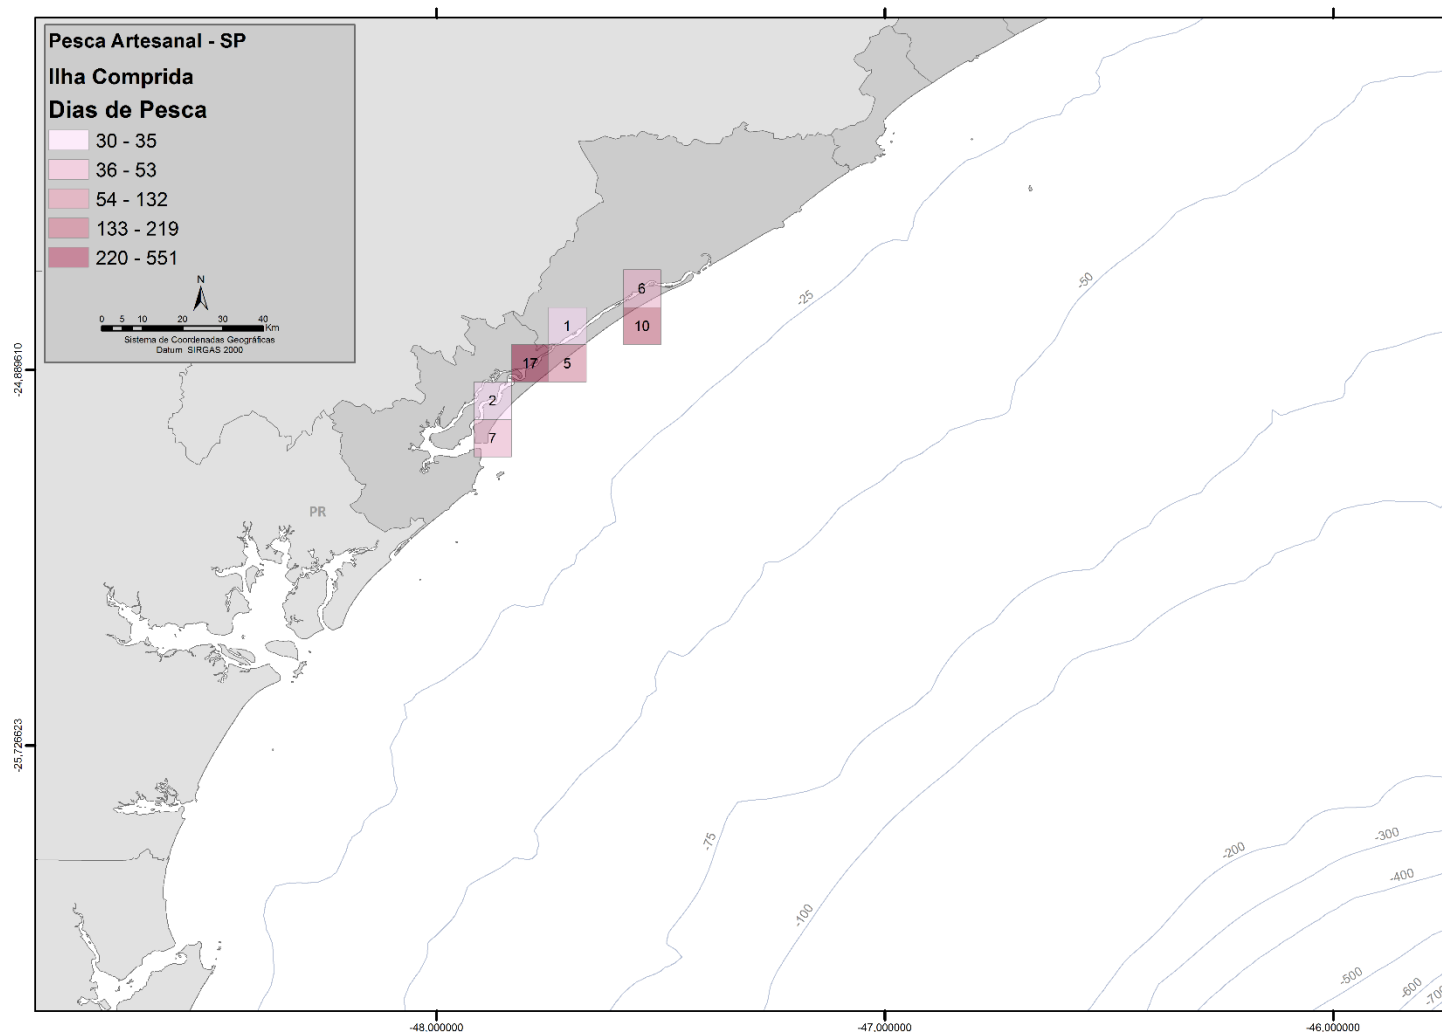 Pesca Artesanal - SP
Ilha Comprida
Dias de Pesca
30 - 35
36 - 53
54 - 132
133 - 219
220 - 551
N
0 5 10 20 30 40
Km
Sistema de Coordenadas Geográficas
Datum SIRGAS 2000
6
1
10
17
5
2
7
PR
-25
-50
-75
-100
-200
-300
-400
-500
-600
-700
-24,889610
-25,726623
-48.000000
-47.000000
-46.000000